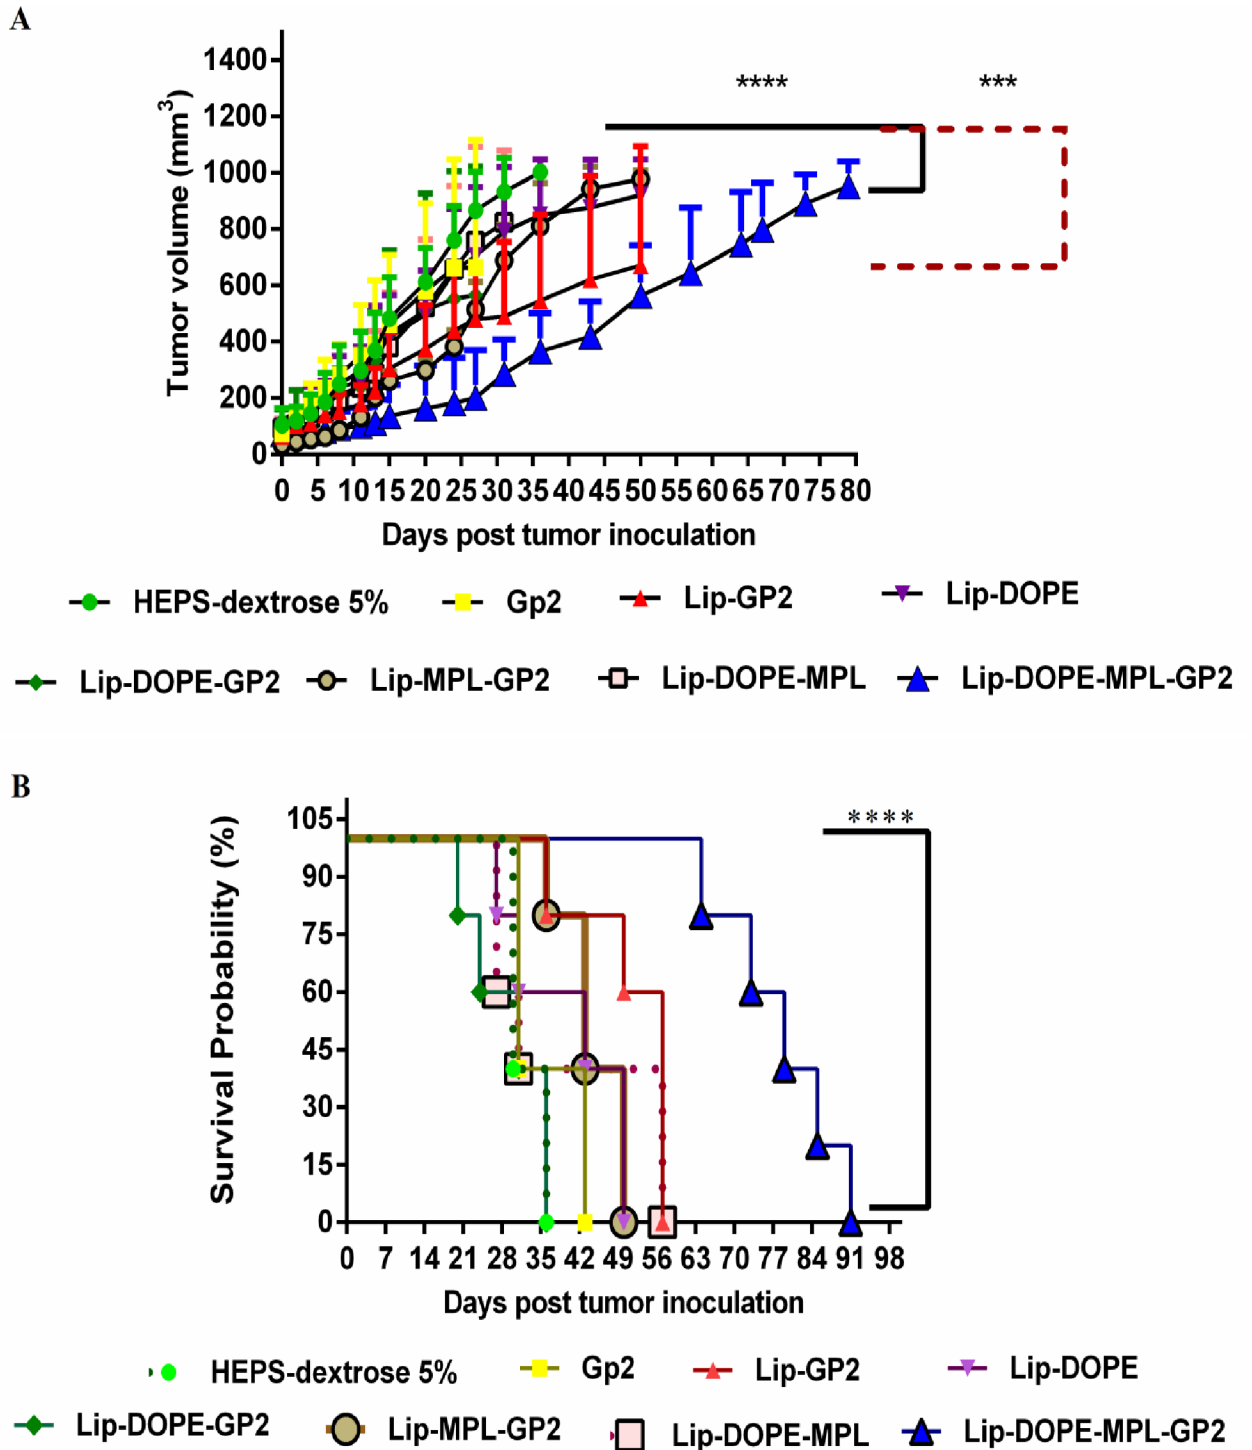 A
1400
1200
1000
800
600
400
200
0
Tumor volume (mm3)
**** ***
0 5 10 15 20 25 30 35 40 45 50 55 60 65 70 75 80
Days post tumor inoculation
HEPS-dextrose 5% Gp2 Lip-GP2 Lip-DOPE
Lip-DOPE-GP2 Lip-MPL-GP2 Lip-DOPE-MPL Lip-DOPE-MPL-GP2
B
105
90
75
60
45
30
15
0
Survival Probability (%)
****
0 7 14 21 28 35 42 49 56 63 70 77 84 91 98
Days post tumor inoculation
HEPS-dextrose 5% Gp2 Lip-GP2 Lip-DOPE
Lip-DOPE-GP2 Lip-MPL-GP2 Lip-DOPE-MPL Lip-DOPE-MPL-GP2